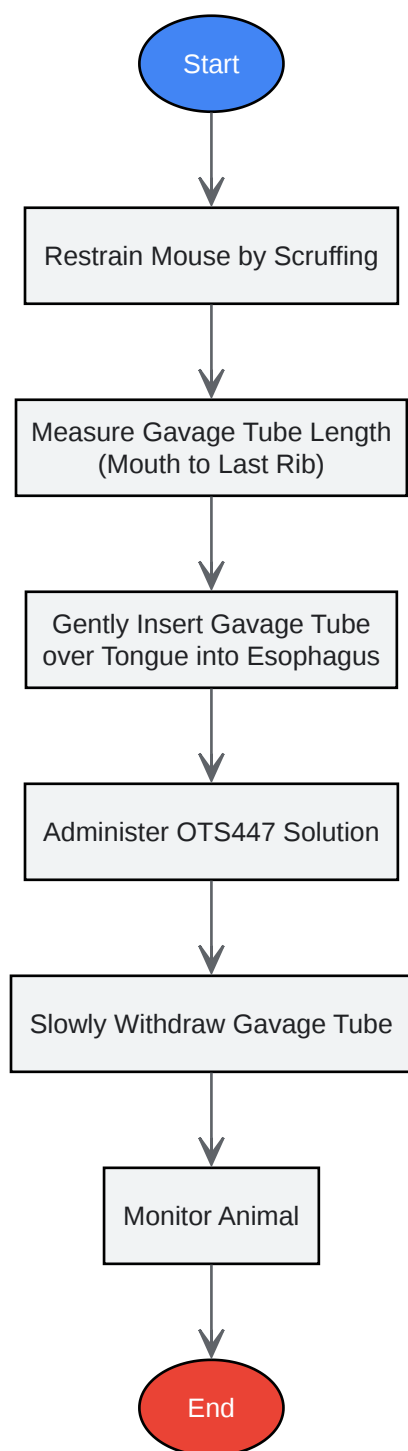 Start
Restrain Mouse by Scruffing
Measure Gavage Tube Length
(Mouth to Last Rib)
Gently Insert Gavage Tube
over Tongue into Esophagus
Administer OTS447 Solution
Slowly Withdraw Gavage Tube
Monitor Animal
End